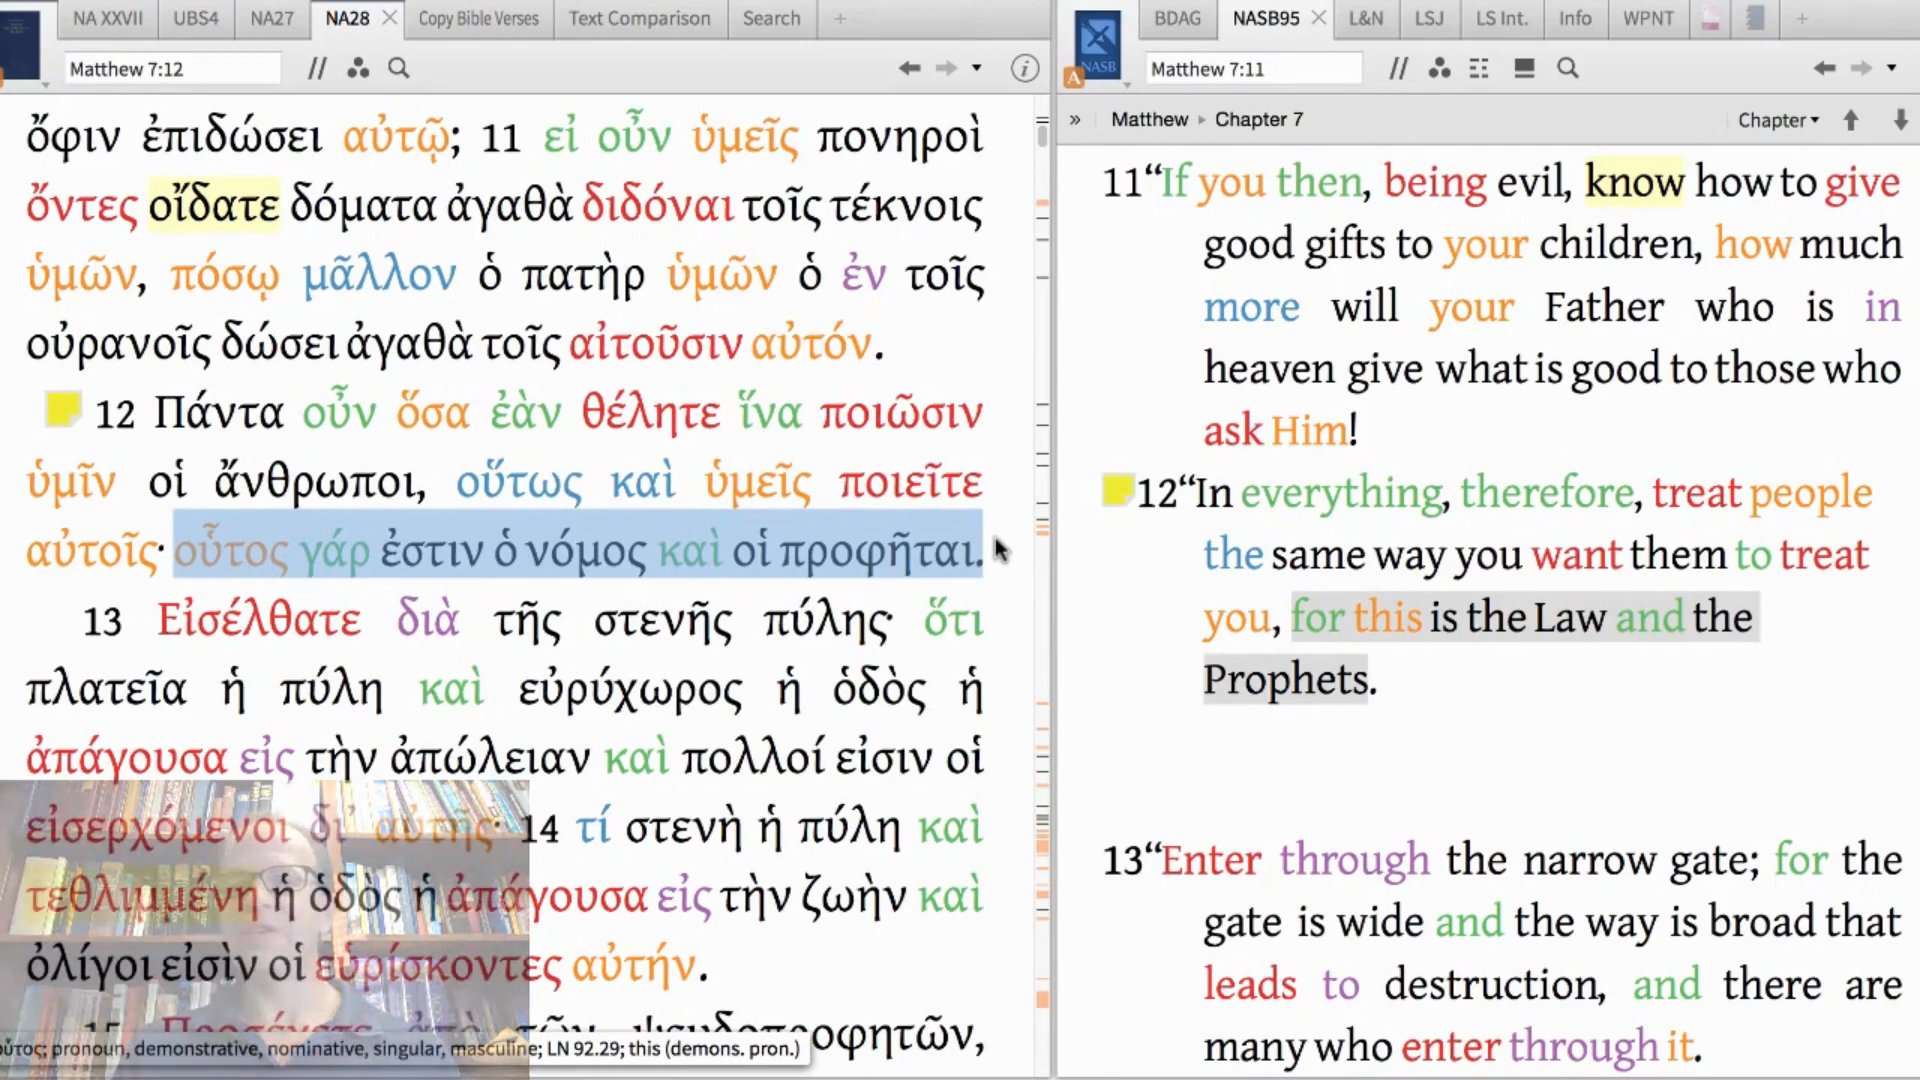 NA XXVII UBS4 NA27 NA28 Copy Bible Verses Text Comparison Search
Matthew 7:12
ὄφιν ἐπιδώσει αὐτῷ; 11 εἰ οὖν ὑμεῖς πονηροὶ
ὄντες οἴδατε δόματα ἀγαθὰ διδόναι τοῖς τέκνοις
ὑμῶν, πόσῳ μᾶλλον ὁ πατὴρ ὑμῶν ὁ ἐν τοῖς
οὐρανοῖς δώσει ἀγαθὰ τοῖς αἰτοῦσιν αὐτόν.
12 Πάντα οὖν ὅσα ἐὰν θέλητε ἵνα ποιῶσιν
ὑμῖν οἱ ἄνθρωποι, οὕτως καὶ ὑμεῖς ποιεῖτε
αὐτοῖς· οὗτος γάρ ἐστιν ὁ νόμος καὶ οἱ προφῆται.
13 Εἰσέλθατε διὰ τῆς στενῆς πύλης· ὅτι
πλατεῖα ἡ πύλη καὶ εὐρύχωρος ἡ ὁδὸς ἡ
ἀπάγουσα εἰς τὴν ἀπώλειαν καὶ πολλοί εἰσιν οἱ
εἰσερχόμενοι δι’ αὐτῆς· 14 τί στενὴ ἡ πύλη καὶ
τεθλιμμένη ἡ ὁδὸς ἡ ἀπάγουσα εἰς τὴν ζωὴν καὶ
ὀλίγοι εἰσὶν οἱ εὑρίσκοντες αὐτήν.
15 Προσέχετε ἀπὸ τῶν ψευδοπροφητῶν,
οὗτος; pronoun, demonstrative, nominative, singular, masculine; LN 92.29; this (demons. pron.)
BDAG NASB95 L&N LSJ LS Int. Info WPNT
NASB
A
Matthew 7:11
» Matthew Chapter 7 Chapter
11“If you then, being evil, know how to give
good gifts to your children, how much
more will your Father who is in
heaven give what is good to those who
ask Him!
12“In everything, therefore, treat people
the same way you want them to treat
you, for this is the Law and the
Prophets.
13“Enter through the narrow gate; for the
gate is wide and the way is broad that
leads to destruction, and there are
many who enter through it.